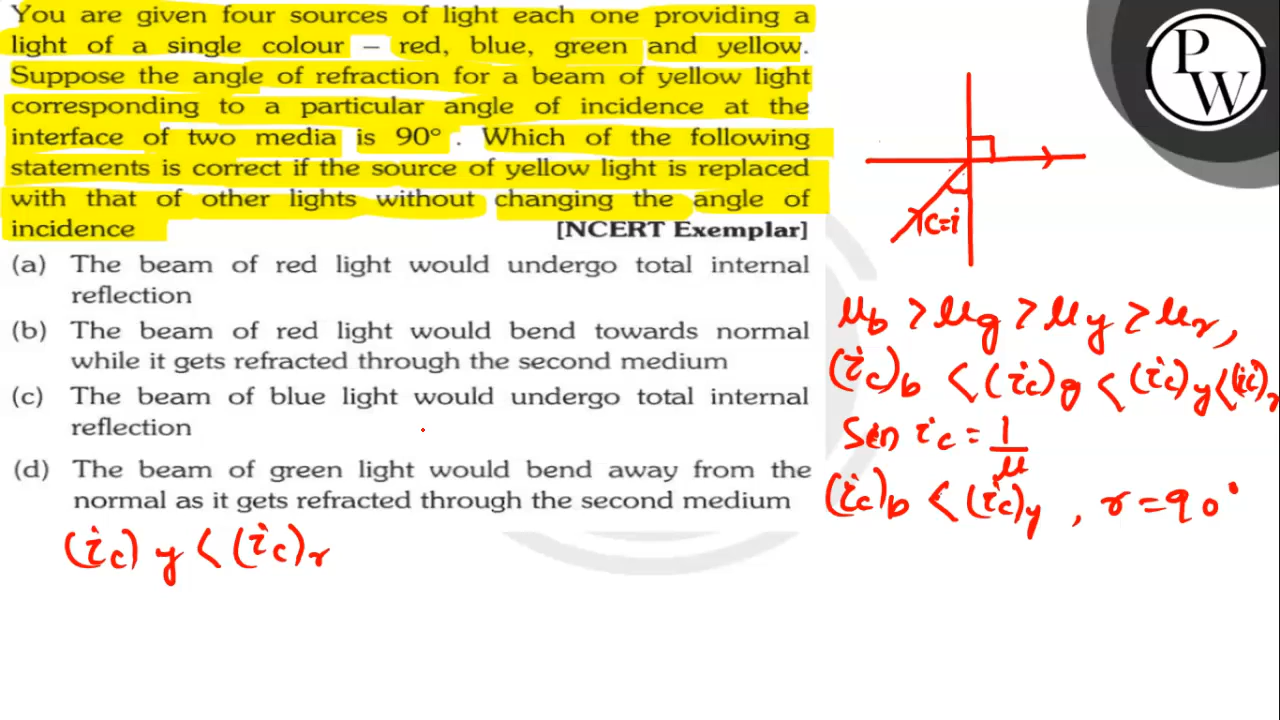 You are given four sources of light each one providing a
light of a single colour – red, blue, green and yellow.
Suppose the angle of refraction for a beam of yellow light
corresponding to a particular angle of incidence at the
interface of two media is 90°. Which of the following
statements is correct if the source of yellow light is replaced
with that of other lights without changing the angle of
incidence [NCERT Exemplar]
(a) The beam of red light would undergo total internal
reflection
(b) The beam of red light would bend towards normal
while it gets refracted through the second medium
(c) The beam of blue light would undergo total internal
reflection
(d) The beam of green light would bend away from the
normal as it gets refracted through the second medium
(ic)y < (ic)r
PW
C=i
μb > μg > μy > μr,
(ic)b < (ic)g < (ic)y < (ic)r
Sin ic = 1/μ
(ic)b < (ic)y , r = 90°